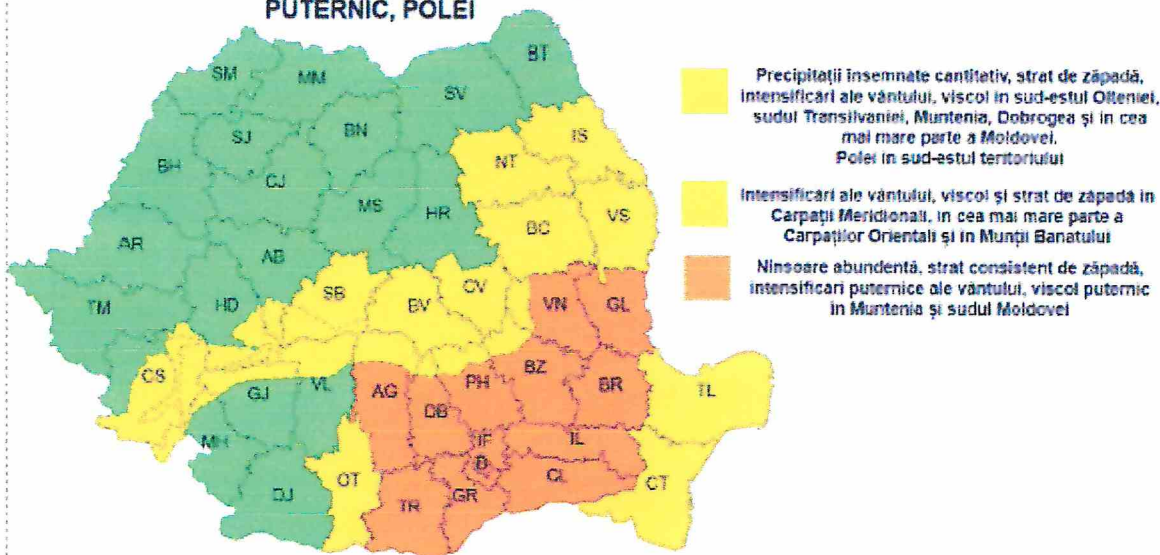 PUTERNIC, POLEI
BT
SM
MM
SV
SJ
BN
IS
NT
BH
CJ
MS
HR
VS
BC
AR
AB
SB
CV
BV
HD
TM
VN
GL
CS
GJ
VL
AG
PH
BZ
BR
TL
DB
MH
IF
IL
B
OT
CL
CT
DJ
TR
GR
Precipitații însemnate cantitativ, strat de zăpadă,
intensificări ale vântului, viscol în sud-estul Olteniei,
sudul Transilvaniei, Muntenia, Dobrogea și în cea
mai mare parte a Moldovei.
Polei în sud-estul teritoriului
Intensificări ale vântului, viscol și strat de zăpadă în
Carpații Meridionali, în cea mai mare parte a
Carpaților Orientali și în Munții Banatului
Ninsoare abundentă, strat consistent de zăpadă,
intensificări puternice ale vântului, viscol puternic
în Muntenia și sudul Moldovei